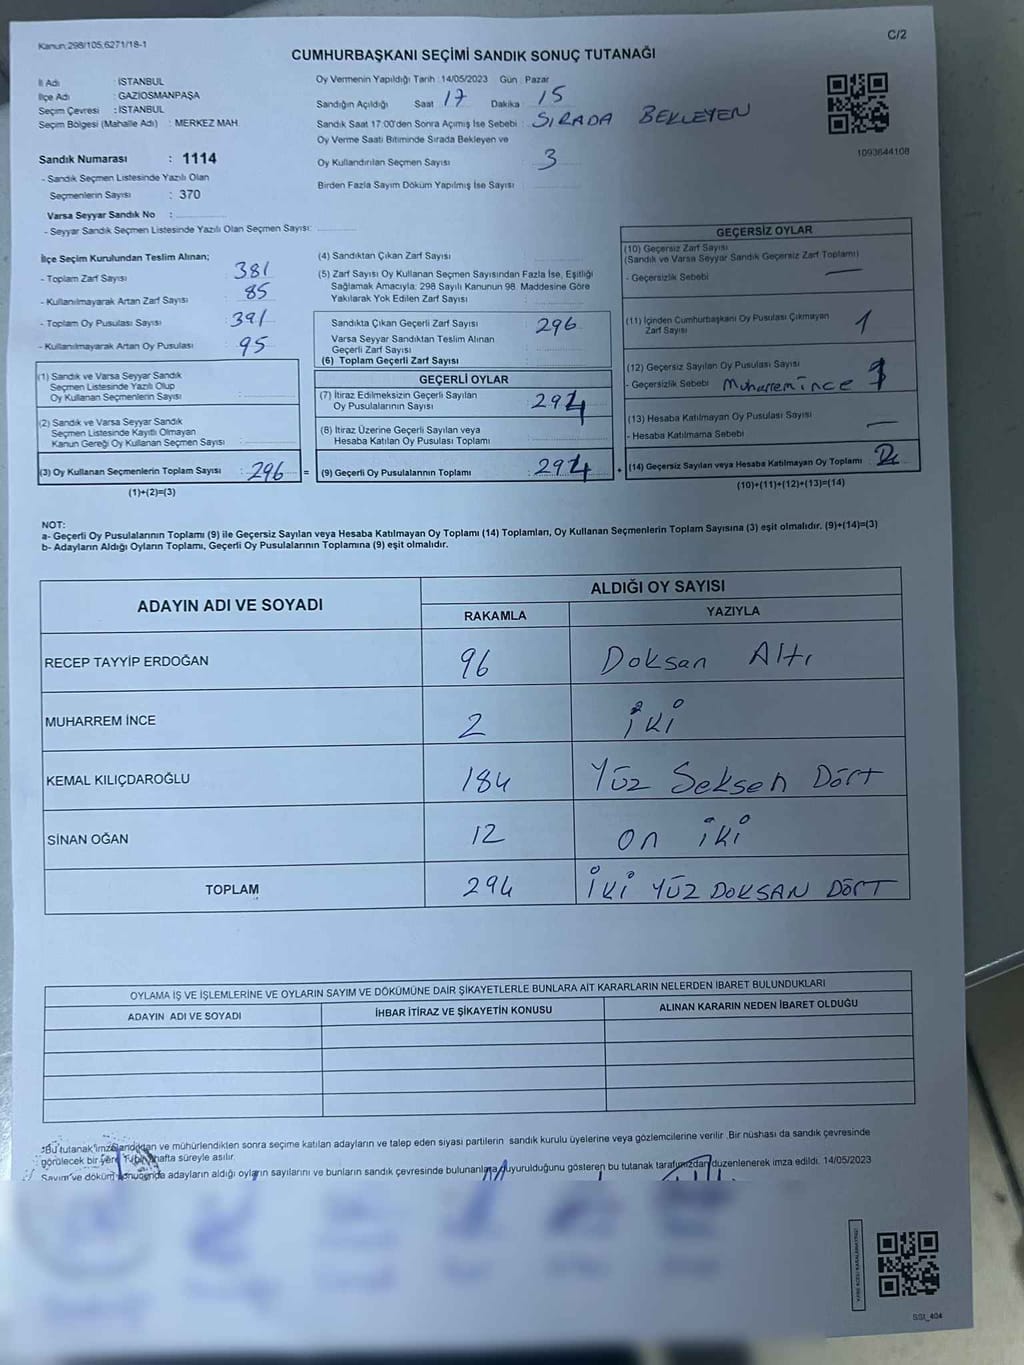 Kanun:298/105,6271/18-1
C/2
CUMHURBAŞKANI SEÇİMİ SANDIK SONUÇ TUTANAĞI
İl Adı : İSTANBUL
İlçe Adı : GAZİOSMANPAŞA
Seçim Çevresi : İSTANBUL
Seçim Bölgesi (Mahalle Adı) : MERKEZ MAH.
Sandık Numarası : 1114
- Sandık Seçmen Listesinde Yazılı Olan
Seçmenlerin Sayısı : 370
Varsa Seyyar Sandık No :
- Seyyar Sandık Seçmen Listesinde Yazılı Olan Seçmen Sayısı:
Oy Vermenin Yapıldığı Tarih :14/05/2023 Gün : Pazar
Sandığın Açıldığı Saat 17 Dakika 15
Sandık Saat 17:00'den Sonra Açımış İse Sebebi : SIRADA BEKLEYEN
Oy Verme Saati Bitiminde Sırada Bekleyen ve
Oy Kullandırılan Seçmen Sayısı 3
Birden Fazla Sayım Döküm Yapılmış İse Sayısı
1093644108
İlçe Seçim Kurulundan Teslim Alınan;
- Toplam Zarf Sayısı 381
- Kullanılmayarak Artan Zarf Sayısı 85
- Toplam Oy Pusulası Sayısı 391
- Kullanılmayarak Artan Oy Pusulası 95
(1) Sandık ve Varsa Seyyar Sandık
Seçmen Listesinde Yazılı Olup
Oy Kullanan Seçmenlerin Sayısı :
(2) Sandık ve Varsa Seyyar Sandık
Seçmen Listesinde Kayıtlı Olmayan
Kanun Gereği Oy Kullanan Seçmen Sayısı :
(3) Oy Kullanan Seçmenlerin Toplam Sayısı : 296 =
(1)+(2)=(3)
(4) Sandıktan Çıkan Zarf Sayısı
(5) Zarf Sayısı Oy Kullanan Seçmen Sayısından Fazla İse, Eşitliği
Sağlamak Amacıyla; 298 Sayılı Kanunun 98. Maddesine Göre
Yakılarak Yok Edilen Zarf Sayısı
Sandıkta Çıkan Geçerli Zarf Sayısı 296
Varsa Seyyar Sandıktan Teslim Alınan
Geçerli Zarf Sayısı
(6) Toplam Geçerli Zarf Sayısı
GEÇERLİ OYLAR
(7) İtiraz Edilmeksizin Geçerli Sayılan
Oy Pusulalarının Sayısı : 294
(8) İtiraz Üzerine Geçerli Sayılan veya
Hesaba Katılan Oy Pusulası Toplamı
(9) Geçerli Oy Pusulalarının Toplamı : 294 +
GEÇERSİZ OYLAR
(10) Geçersiz Zarf Sayısı
(Sandık ve Varsa Seyyar Sandık Geçersiz Zarf Toplamı)
- Geçersizlik Sebebi —
(11) İçinden Cumhurbaşkanı Oy Pusulası Çıkmayan
Zarf Sayısı 1
(12) Geçersiz Sayılan Oy Pusulası Sayısı
- Geçersizlik Sebebi Muharremince 1
(13) Hesaba Katılmayan Oy Pusulası Sayısı
- Hesaba Katılmama Sebebi —
(14) Geçersiz Sayılan veya Hesaba Katılmayan Oy Toplamı : 2
(10)+(11)+(12)+(13)=(14)
NOT:
a- Geçerli Oy Pusulalarının Toplamı (9) ile Geçersiz Sayılan veya Hesaba Katılmayan Oy Toplamı (14) Toplamları, Oy Kullanan Seçmenlerin Toplam Sayısına (3) eşit olmalıdır. (9)+(14)=(3)
b- Adayların Aldığı Oyların Toplamı, Geçerli Oy Pusulalarının Toplamına (9) eşit olmalıdır.
ADAYIN ADI VE SOYADI ALDIĞI OY SAYISI
RAKAMLA YAZIYLA
RECEP TAYYİP ERDOĞAN 96 Doksan Altı
MUHARREM İNCE 2 İKİ
KEMAL KILIÇDAROĞLU 184 Yüz Seksen Dört
SİNAN OĞAN 12 on iki
TOPLAM 294 İKİ YÜZ DOKSAN DÖRT
OYLAMA İŞ VE İŞLEMLERİNE VE OYLARIN SAYIM VE DÖKÜMÜNE DAİR ŞİKAYETLERLE BUNLARA AİT KARARLARIN NELERDEN İBARET BULUNDUKLARI
ADAYIN ADI VE SOYADI İHBAR İTİRAZ VE ŞİKAYETİN KONUSU ALINAN KARARIN NEDEN İBARET OLDUĞU
Bu tutanak imzalandıktan ve mühürlendikten sonra seçime katılan adayların ve talep eden siyasi partilerin sandık kurulu üyelerine veya gözlemcilerine verilir .Bir nüshası da sandık çevresinde
görülecek bir yere 1 hafta süreyle asılır.
Sayım ve döküm sonucunda adayların aldığı oyların sayılarını ve bunların sandık çevresinde bulunanlara duyurulduğunu gösteren bu tutanak tarafımızdan düzenlenerek imza edildi. 14/05/2023
SSI_404